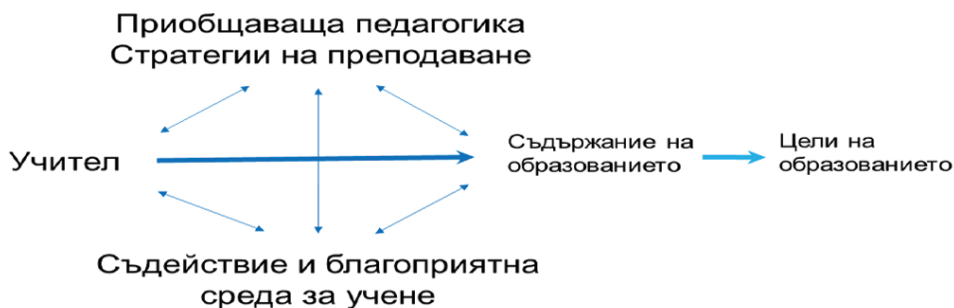 Приобщаваща педагогика
Стратегии на преподаване
Учител
Съдържание на
образованието
Цели на
образованието
Съдействие и благоприятна
среда за учене